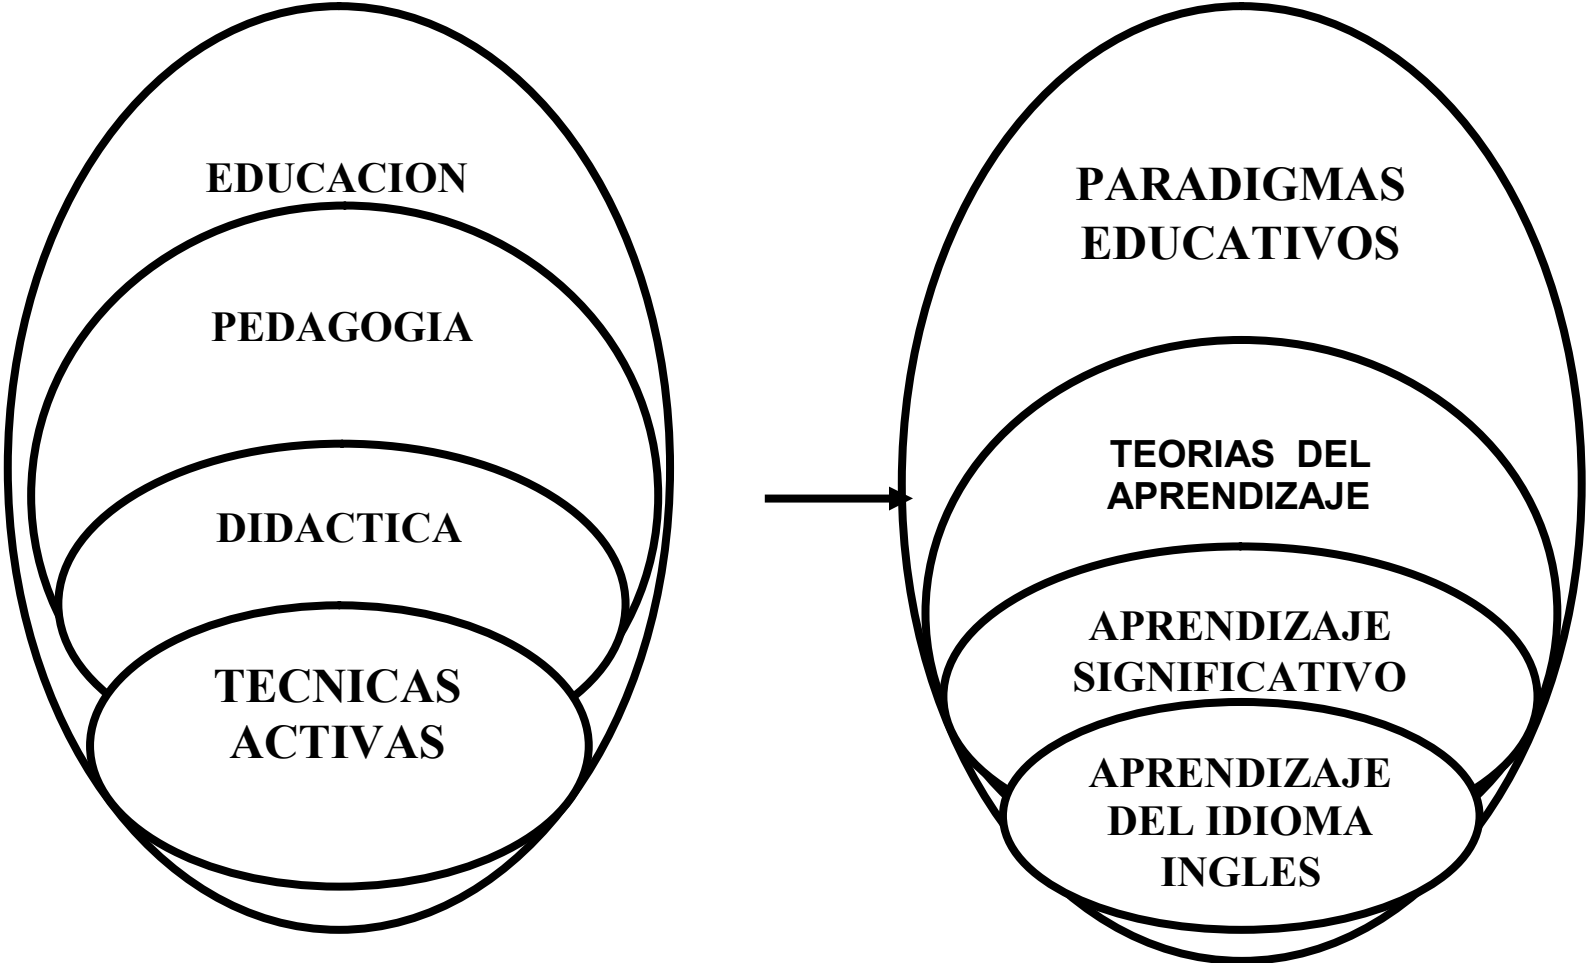 EDUCACION
PEDAGOGIA
DIDACTICA
TECNICAS
ACTIVAS
PARADIGMAS
EDUCATIVOS
TEORIAS DEL
APRENDIZAJE
APRENDIZAJE
SIGNIFICATIVO
APRENDIZAJE
DEL IDIOMA
INGLES